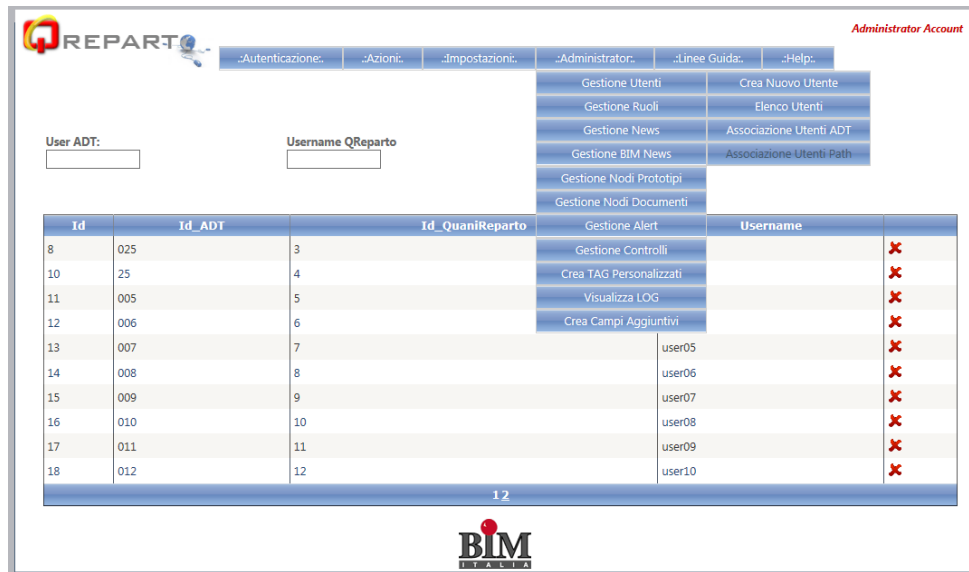 Administrator Account
QREPARTO
.:Autenticazione:. .:Azioni:. .:Impostazioni:. .:Administrator:. .:Linee Guida:. .:Help:.
Gestione Utenti Crea Nuovo Utente
Gestione Ruoli Elenco Utenti
Gestione News Associazione Utenti ADT
User ADT: Username QReparto
Gestione BIM News Associazione Utenti Path
Gestione Nodi Prototipi
Gestione Nodi Documenti
Id Id_ADT Id_QuaniReparto Gestione Alert Username
8 025 3 Gestione Controlli
10 25 4 Crea TAG Personalizzati
11 005 5 Visualizza LOG
12 006 6 Crea Campi Aggiuntivi
13 007 7 user05
14 008 8 user06
15 009 9 user07
16 010 10 user08
17 011 11 user09
18 012 12 user10
1 2
BIM
ITALIA